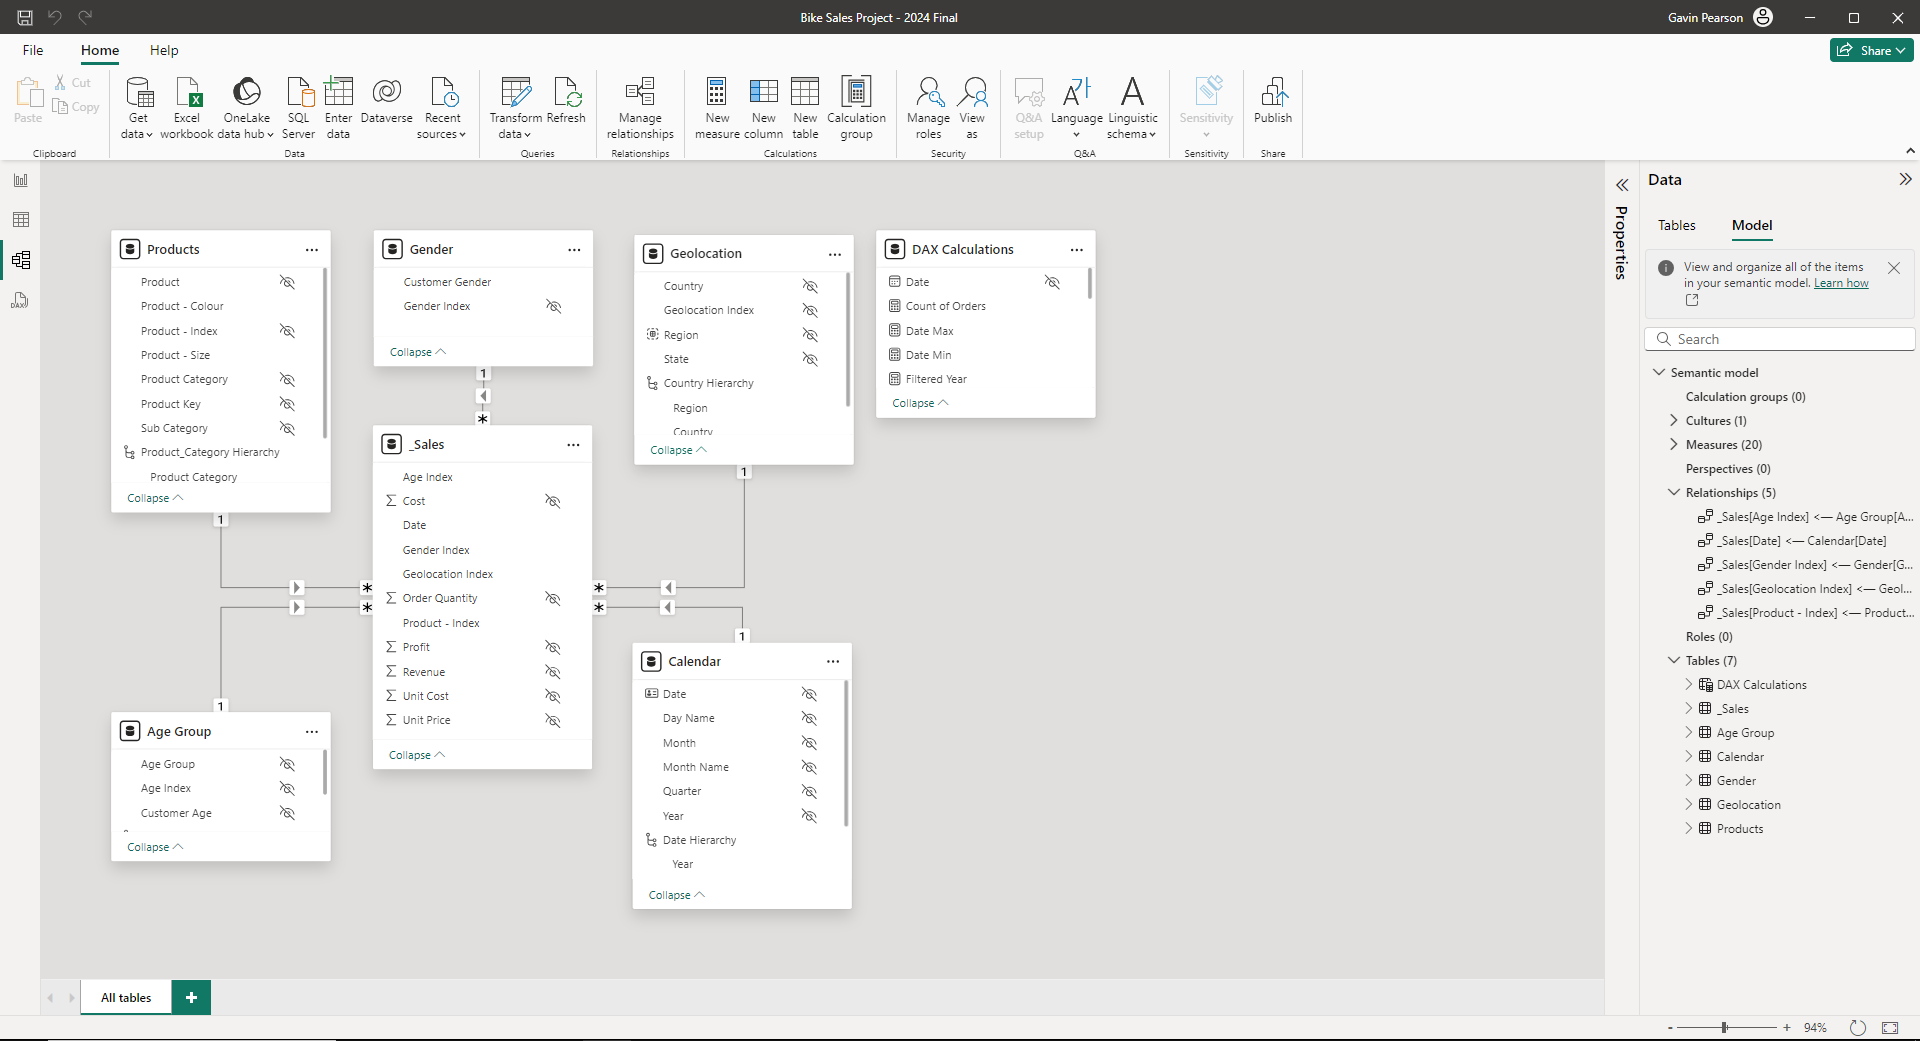 Bike Sales Project - 2024 Final
Gavin Pearson
File
Home
Help
Share
Paste
Cut
Copy
Clipboard
Get data
Excel workbook
OneLake data hub
SQL Server
Enter data
Dataverse
Recent sources
Data
Transform data
Refresh
Queries
Manage relationships
Relationships
New measure
New column
New table
Calculation group
Calculations
Manage roles
View as
Security
Q&A setup
Language
Linguistic schema
Q&A
Sensitivity
Sensitivity
Publish
Share
DAX
Products
Product
Product - Colour
Product - Index
Product - Size
Product Category
Product Key
Sub Category
Product_Category Hierarchy
Product Category
Collapse
1
Gender
Customer Gender
Gender Index
Collapse
1
*
Geolocation
Country
Geolocation Index
Region
State
Country Hierarchy
Region
Country
Collapse
1
DAX Calculations
Date
Count of Orders
Date Max
Date Min
Filtered Year
Collapse
_Sales
Age Index
Cost
Date
Gender Index
Geolocation Index
Order Quantity
Product - Index
Profit
Revenue
Unit Cost
Unit Price
Collapse
*
*
*
*
1
Age Group
Age Group
Age Index
Customer Age
Collapse
1
Calendar
Date
Day Name
Month
Month Name
Quarter
Year
Date Hierarchy
Year
Collapse
Properties
Data
Tables
Model
View and organize all of the items
in your semantic model. Learn how
Search
Semantic model
Calculation groups (0)
Cultures (1)
Measures (20)
Perspectives (0)
Relationships (5)
_Sales[Age Index] <— Age Group[A...
_Sales[Date] <— Calendar[Date]
_Sales[Gender Index] <— Gender[G...
_Sales[Geolocation Index] <— Geol...
_Sales[Product - Index] <— Product...
Roles (0)
Tables (7)
DAX Calculations
_Sales
Age Group
Calendar
Gender
Geolocation
Products
All tables
+
- + 94%